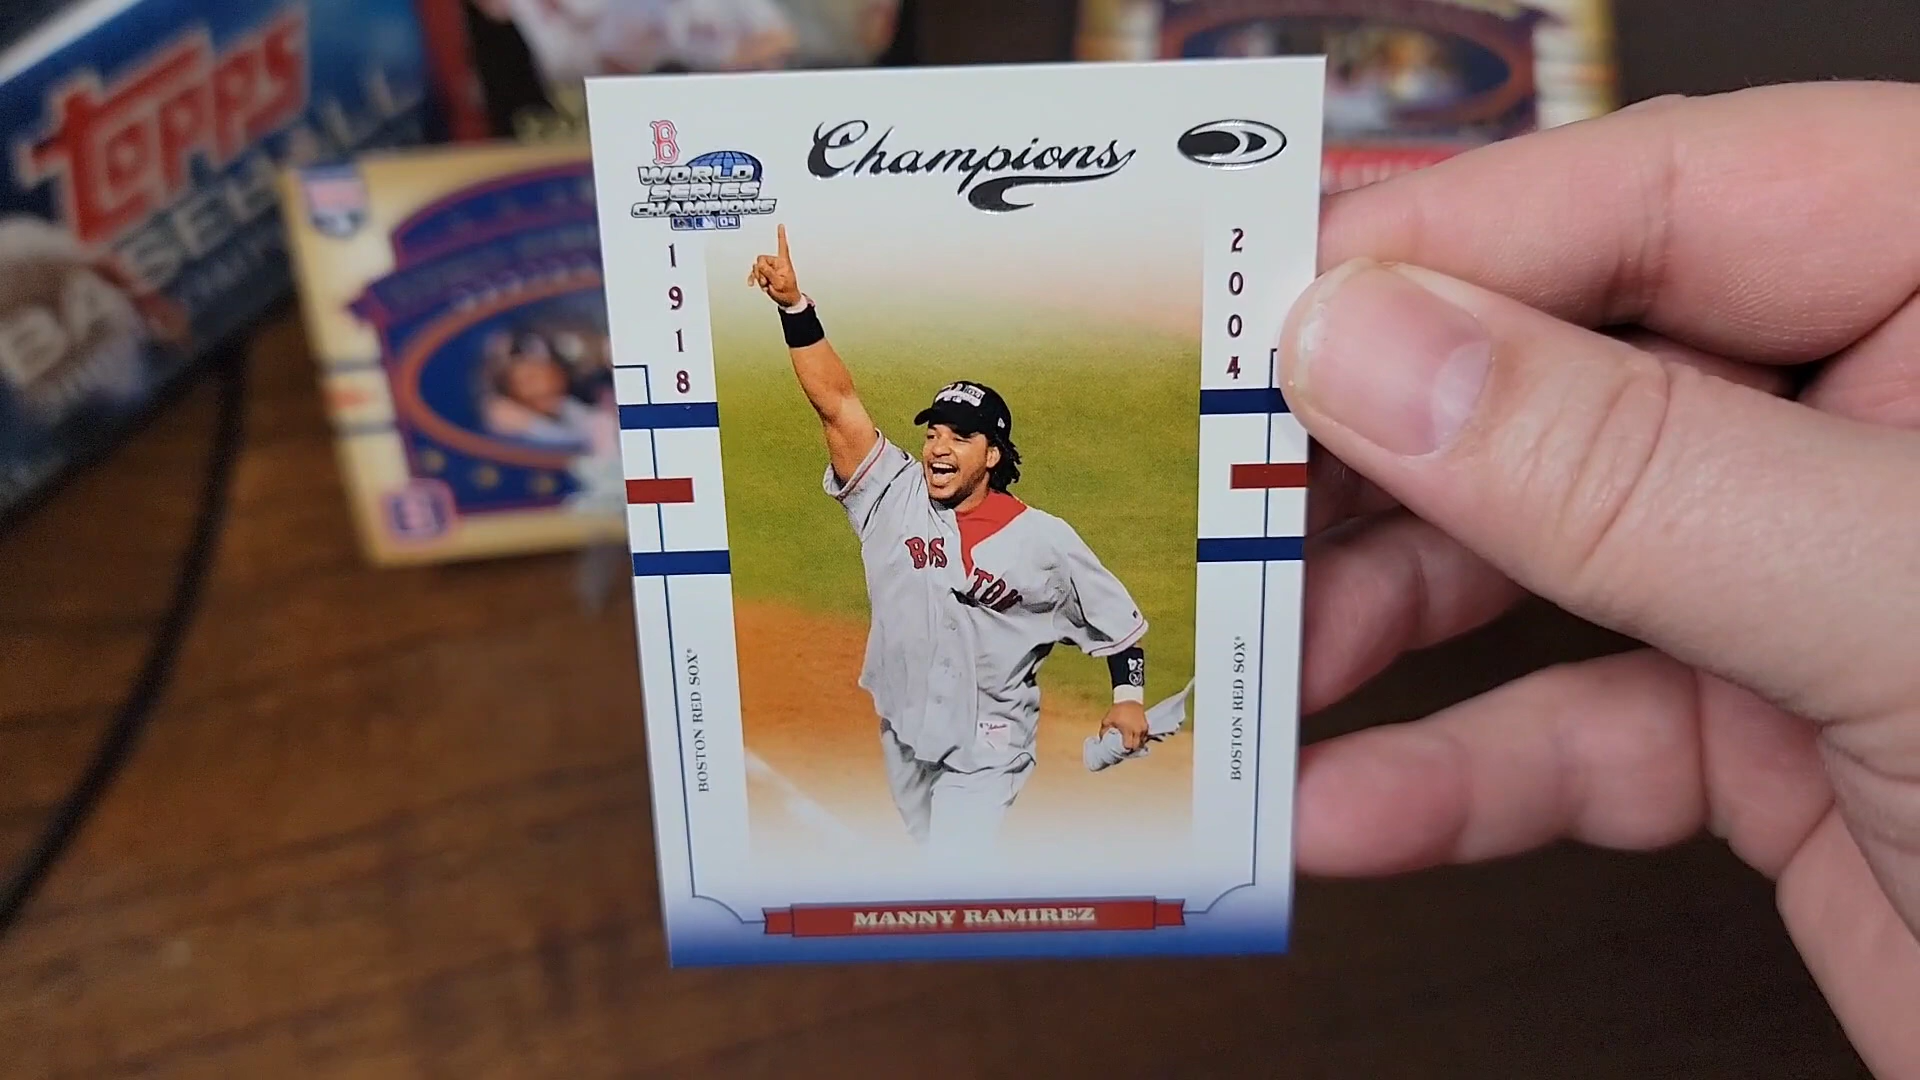 TOPPS
BASEBALL
B
WORLD
SERIES
CHAMPIONS
04
Champions
1918
2004
BOSTON
BOSTON RED SOX
BOSTON RED SOX
MANNY RAMIREZ